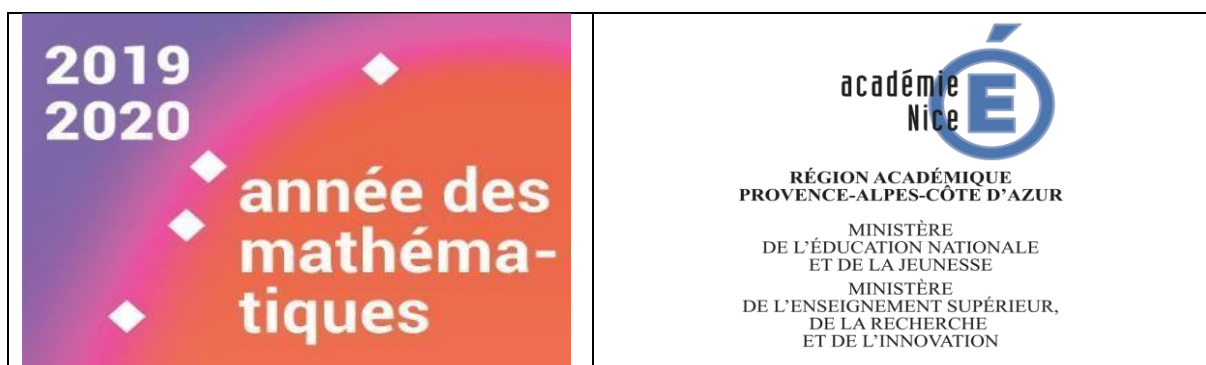 2019
2020
année des
mathéma-
tiques
académie
Nice
É
RÉGION ACADÉMIQUE
PROVENCE-ALPES-CÔTE D'AZUR
MINISTÈRE
DE L'ÉDUCATION NATIONALE
ET DE LA JEUNESSE
MINISTÈRE
DE L'ENSEIGNEMENT SUPÉRIEUR,
DE LA RECHERCHE
ET DE L'INNOVATION